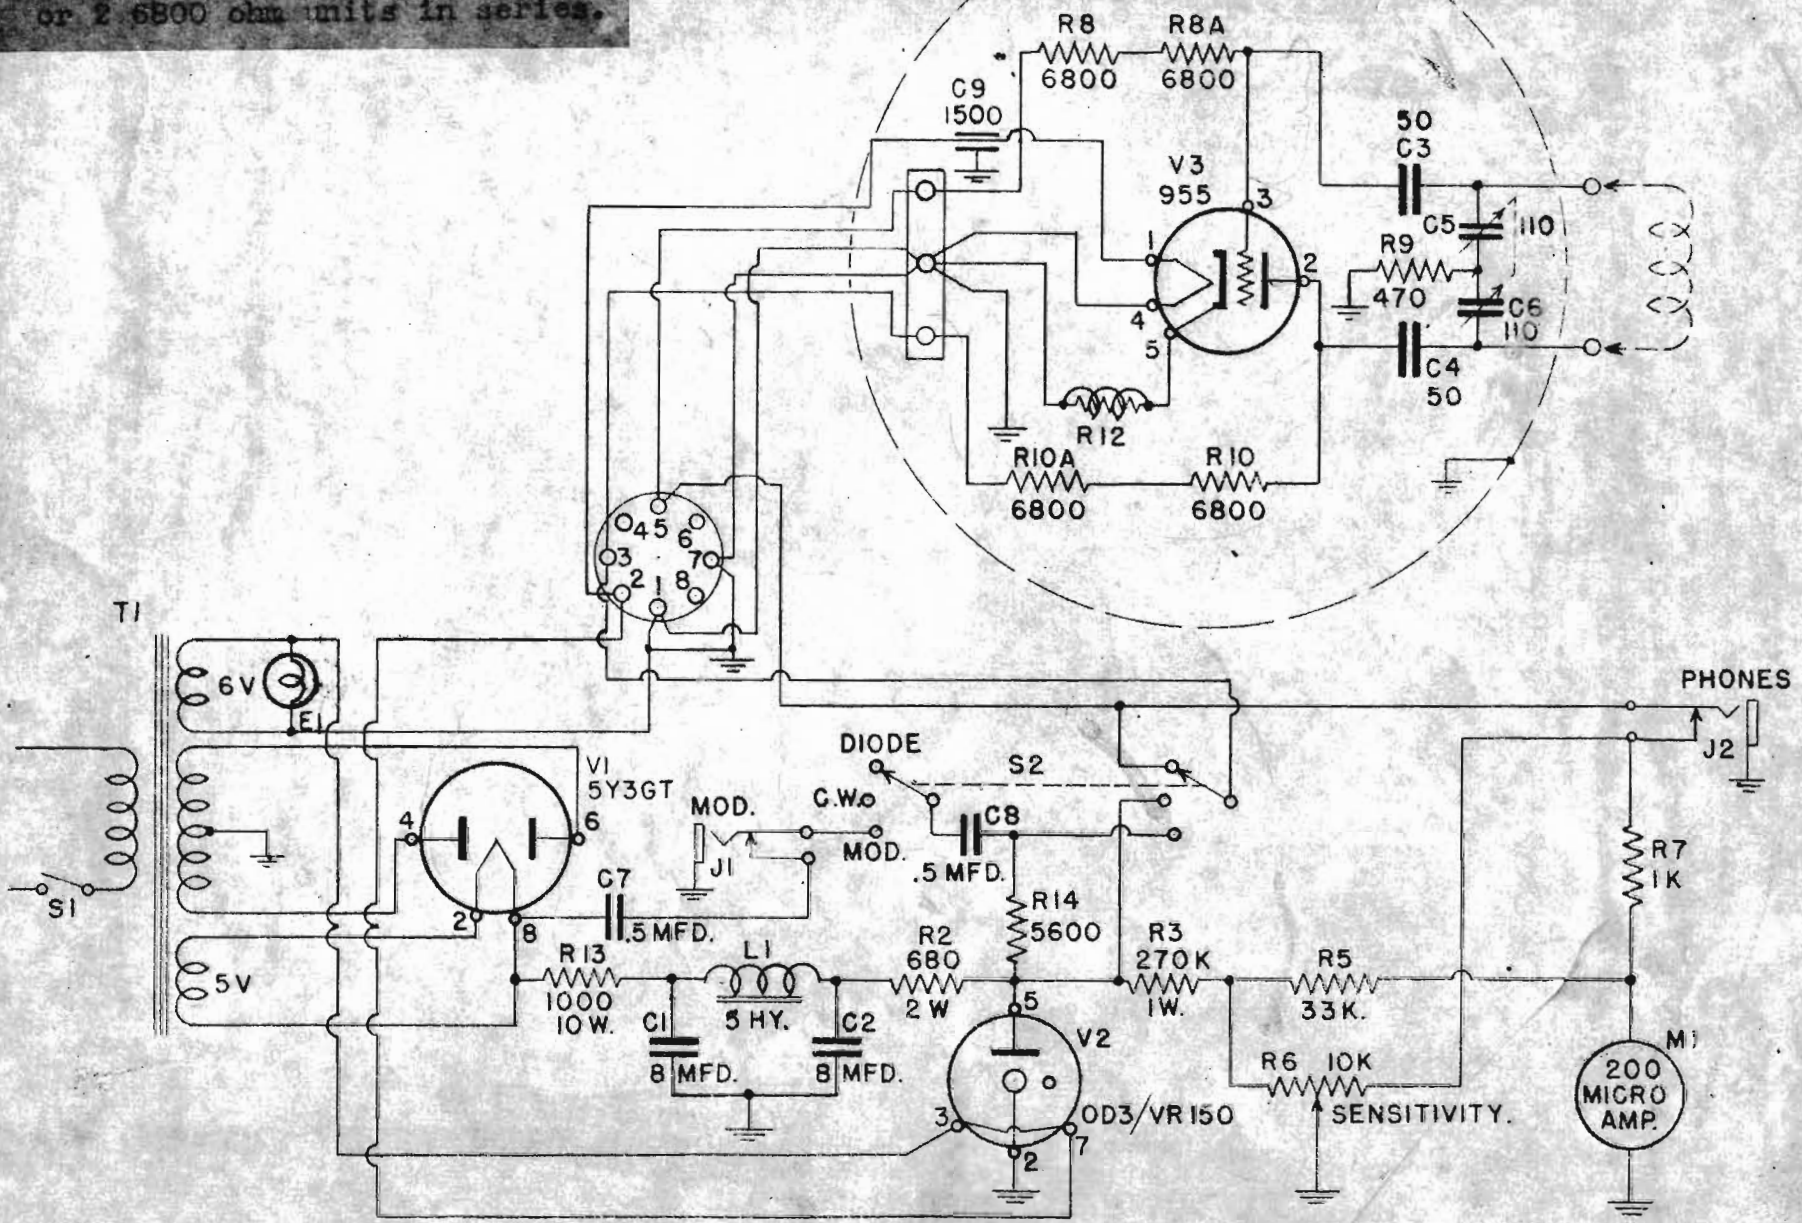 or 2 6800 ohm units in series.
R8
6800
R8A
6800
C9
1500
V3
955
1
3
2
4
5
50
C3
C5
110
R9
470
C6
110
C4
50
R12
R10A
6800
R10
6800
4
5
6
3
7
2
1
8
T1
6V
E1
5V
S1
V1
5Y3GT
4
6
2
8
MOD.
J1
DIODE
C.W.
MOD.
S2
C8
.5 MFD.
C7
.5 MFD.
R13
1000
10W.
L1
5 HY.
C1
8 MFD.
C2
8 MFD.
R2
680
2 W
R14
5600
R3
270K
1W.
R5
33K.
R6 10K
SENSITIVITY.
V2
OD3/VR150
5
3
7
2
PHONES
J2
R7
1K
M1
200
MICRO
AMP.